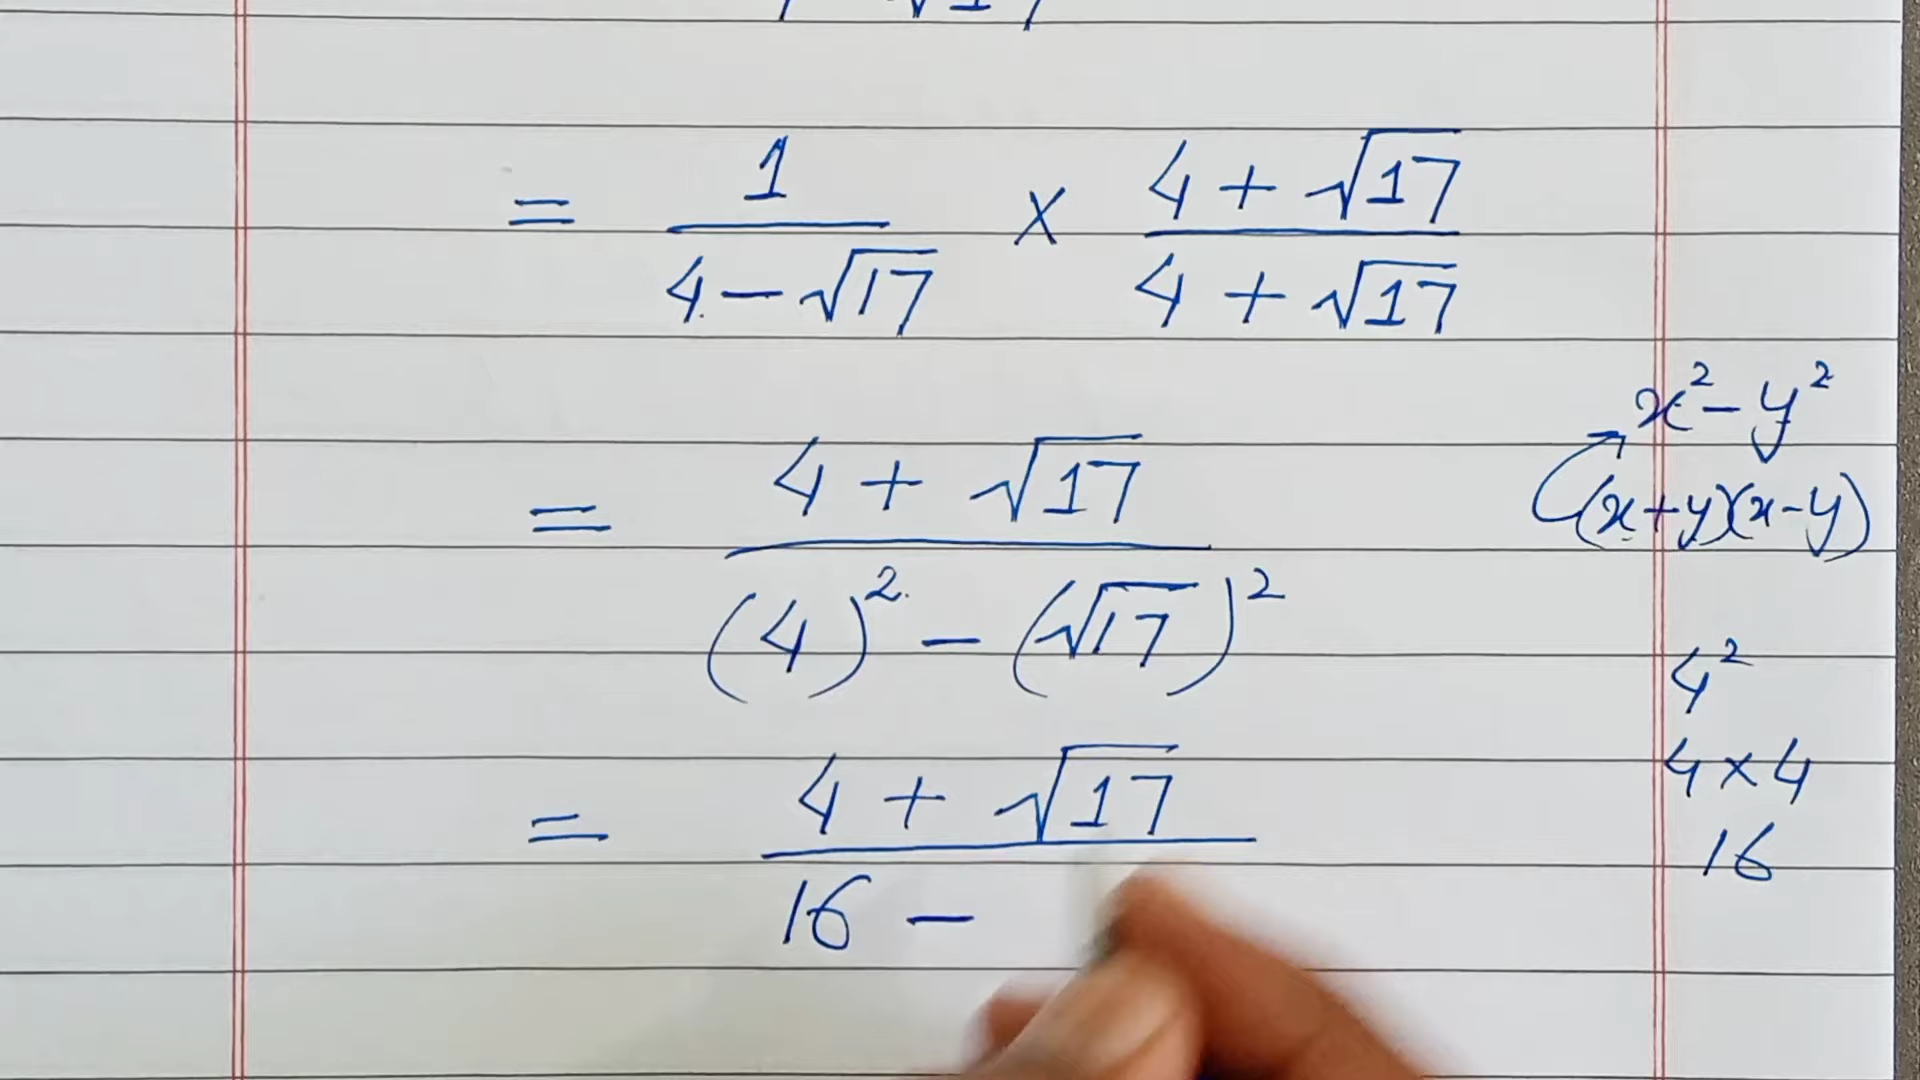 = 1/(4 - √17) × (4 + √17)/(4 + √17)
= (4 + √17)/((4)² - (√17)²)
= (4 + √17)/(16 -
x² - y²
(x+y)(x-y)
4²
4 × 4
16